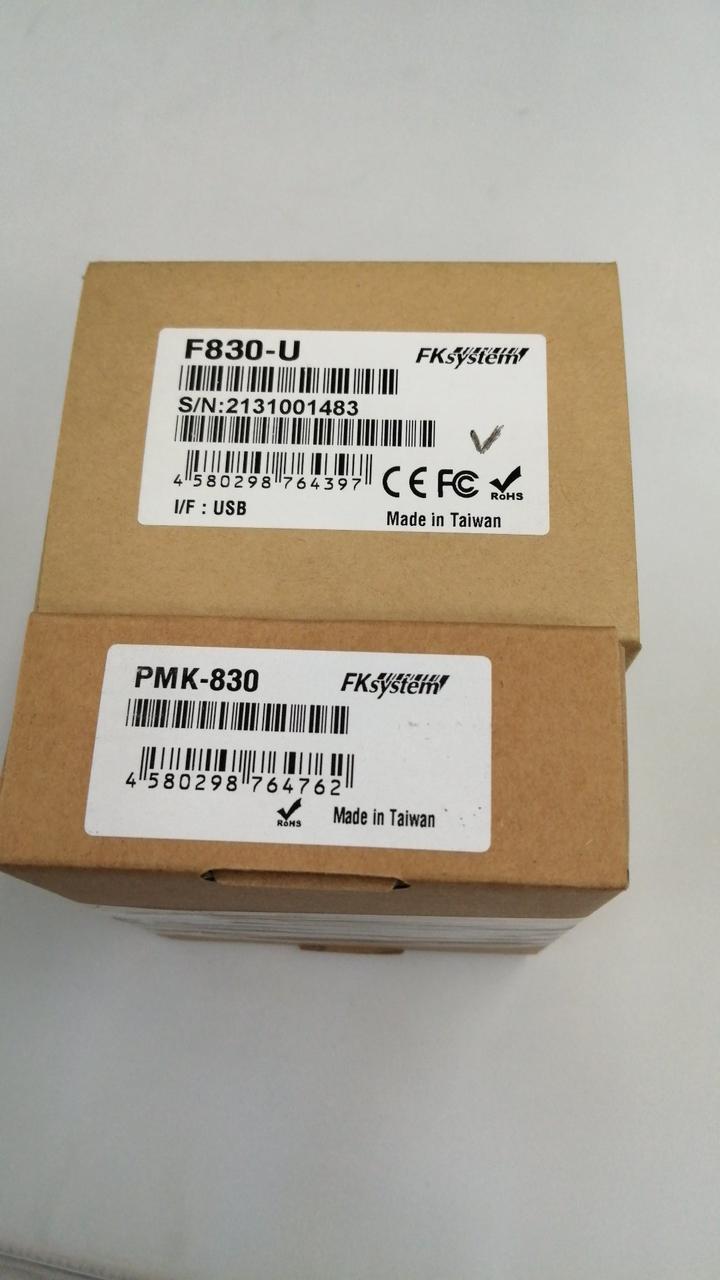 F830-U
FKsystem
S/N:2131001483
4 580298 764397
CE FC RoHS
I/F : USB
Made in Taiwan
PMK-830
FKsystem
4 580298 764762
RoHS
Made in Taiwan